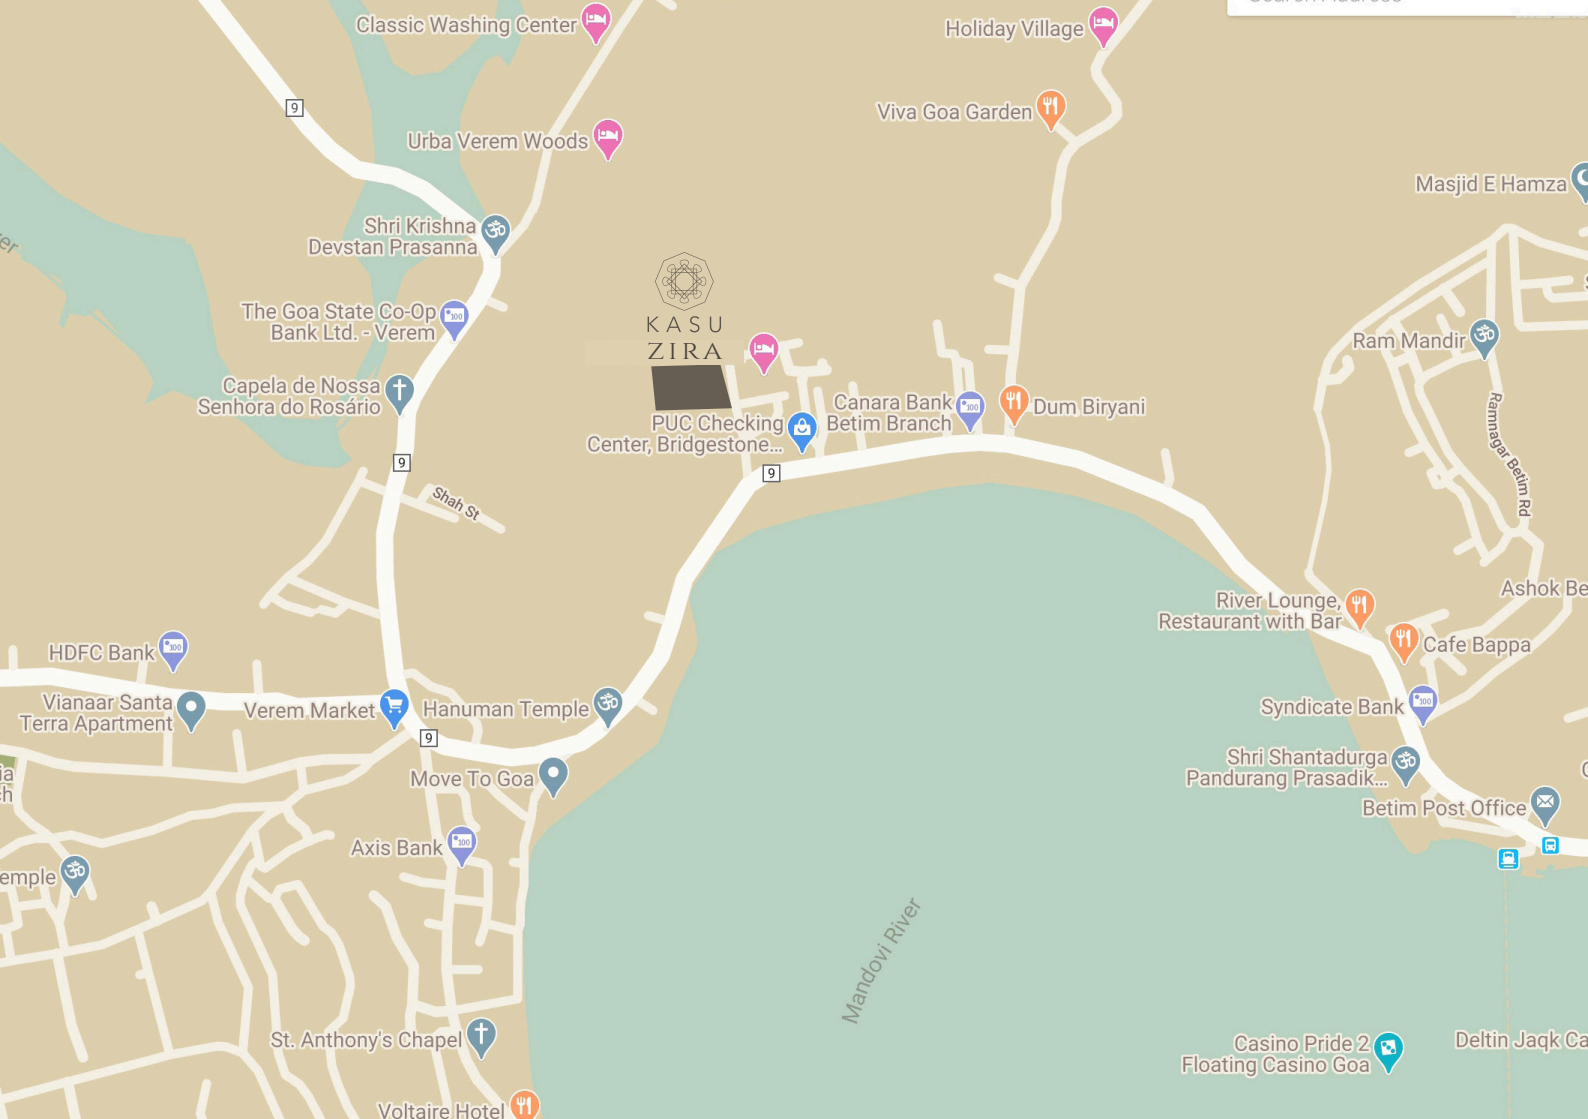 Search Address
Classic Washing Center
Holiday Village
9
Viva Goa Garden
Urba Verem Woods
Masjid E Hamza
Shri Krishna
Devstan Prasanna
The Goa State Co-Op
Bank Ltd. - Verem
KASU
ZIRA
Ram Mandir
Capela de Nossa
Senhora do Rosário
Canara Bank
Betim Branch
Dum Biryani
PUC Checking
Center, Bridgestone...
Ramnagar Betim Rd
9
9
Shah St
Ashok Be
River Lounge,
Restaurant with Bar
Cafe Bappa
HDFC Bank
Vianaar Santa
Terra Apartment
Verem Market
Hanuman Temple
Syndicate Bank
9
Move To Goa
Shri Shantadurga
Pandurang Prasadik...
Betim Post Office
Axis Bank
emple
Mandovi River
St. Anthony's Chapel
Casino Pride 2
Floating Casino Goa
Deltin Jaqk Ca
Voltaire Hotel